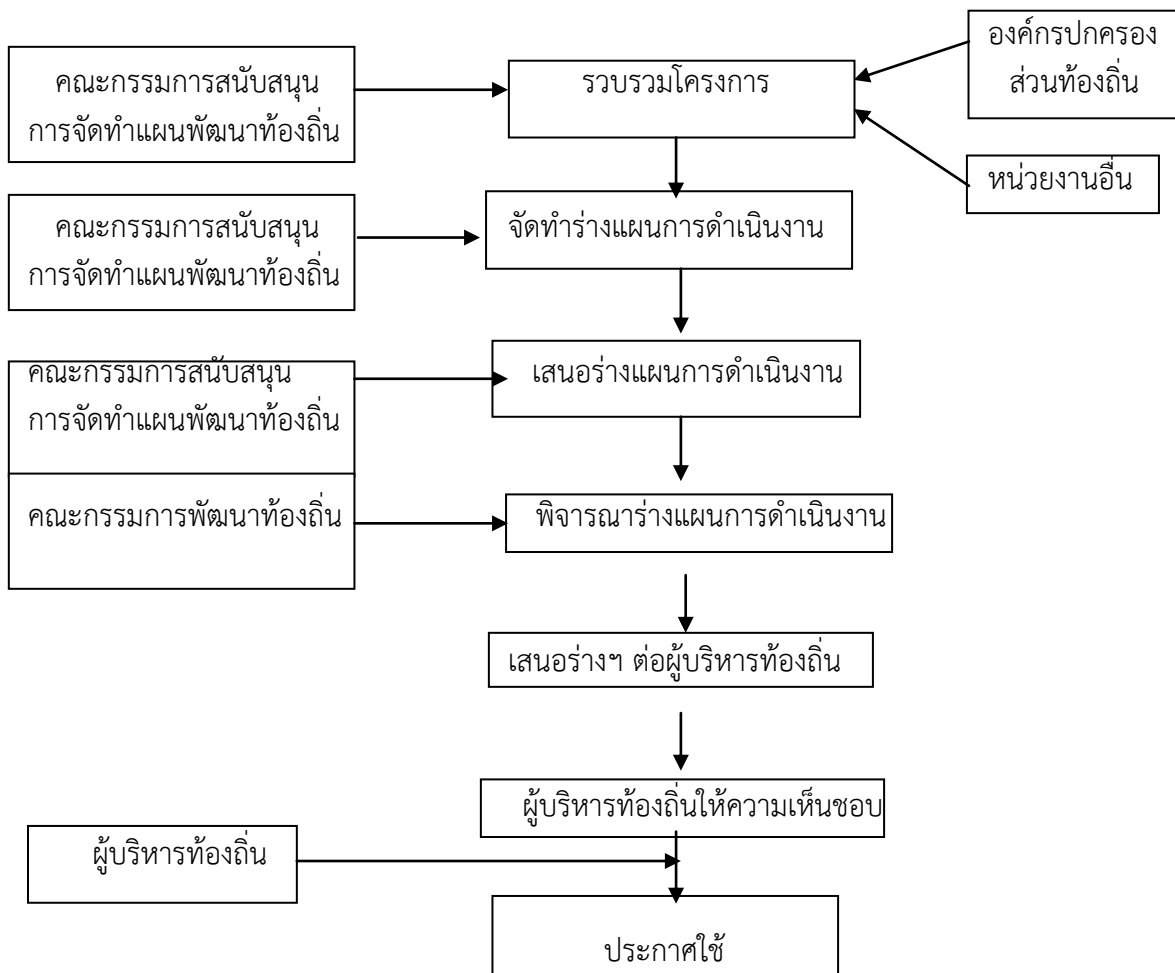 องค์กรปกครอง
ส่วนท้องถิ่น
คณะกรรมการสนับสนุน
การจัดทำแผนพัฒนาท้องถิ่น
รวบรวมโครงการ
หน่วยงานอื่น
คณะกรรมการสนับสนุน
การจัดทำแผนพัฒนาท้องถิ่น
จัดทำร่างแผนการดำเนินงาน
คณะกรรมการสนับสนุน
การจัดทำแผนพัฒนาท้องถิ่น
เสนอร่างแผนการดำเนินงาน
คณะกรรมการพัฒนาท้องถิ่น
พิจารณาร่างแผนการดำเนินงาน
เสนอร่างฯ ต่อผู้บริหารท้องถิ่น
ผู้บริหารท้องถิ่นให้ความเห็นชอบ
ผู้บริหารท้องถิ่น
ประกาศใช้